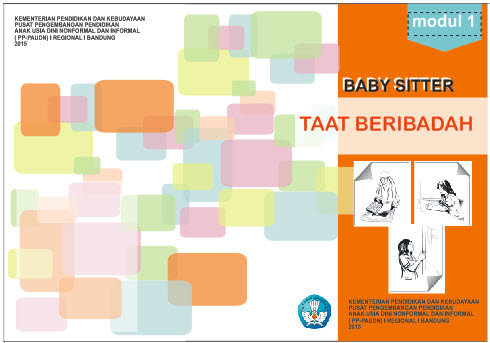 KEMENTERIAN PENDIDIKAN DAN KEBUDAYAAN
PUSAT PENGEMBANGAN PENDIDIKAN
ANAK USIA DINI NONFORMAL DAN INFORMAL
( PP-PAUDN) I REGIONAL I BANDUNG
2015
modul 1
BABY SITTER
TAAT BERIBADAH
KEMENTERIAN PENDIDIKAN DAN KEBUDAYAAN
PUSAT PENGEMBANGAN PENDIDIKAN
ANAK USIA DINI NONFORMAL DAN INFORMAL
( PP-PAUDN) I REGIONAL I BANDUNG
2015